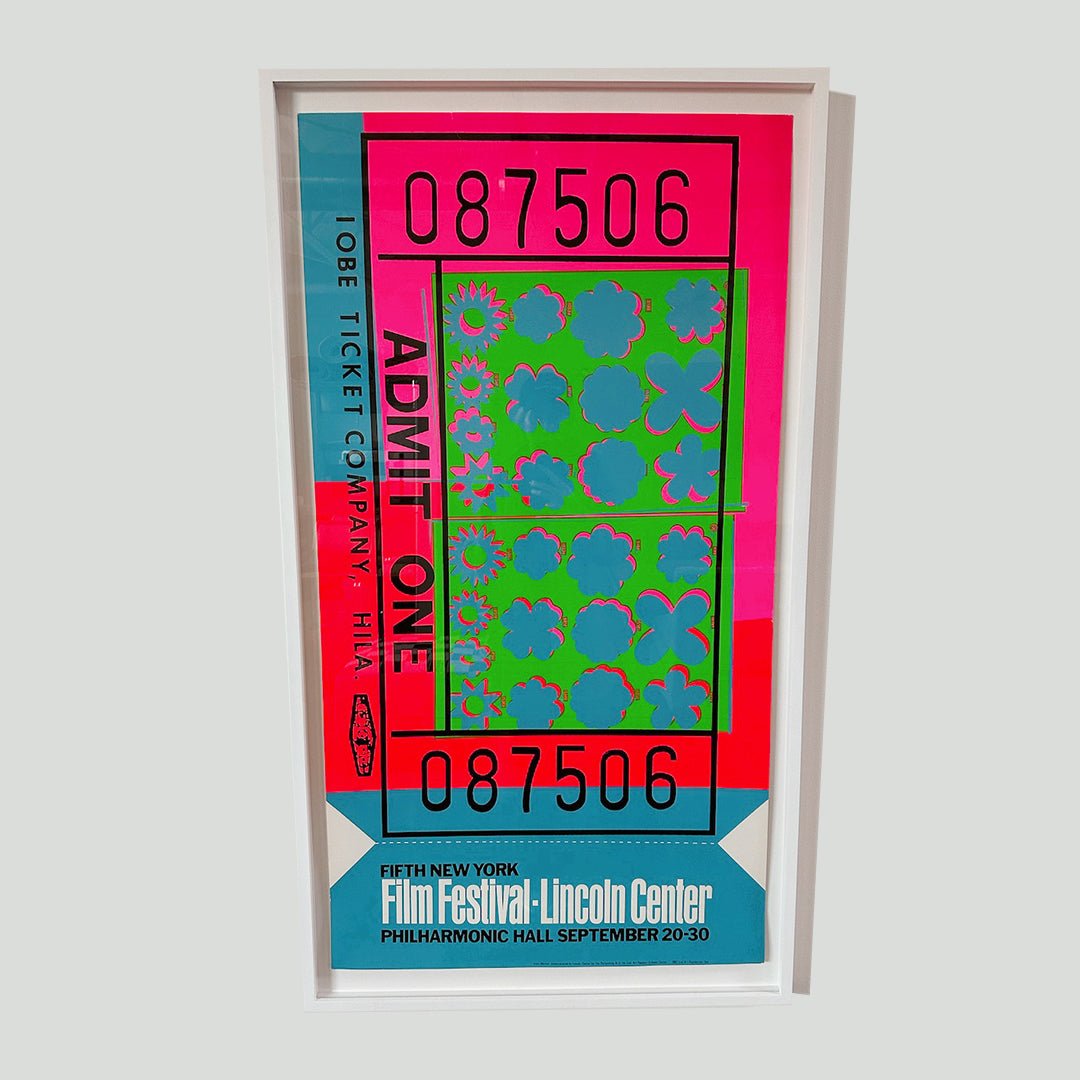 087506
IOBE TICKET COMPANY, HILA.
ADMIT ONE
087506
FIFTH NEW YORK
Film Festival-Lincoln Center
PHILHARMONIC HALL SEPTEMBER 20-30